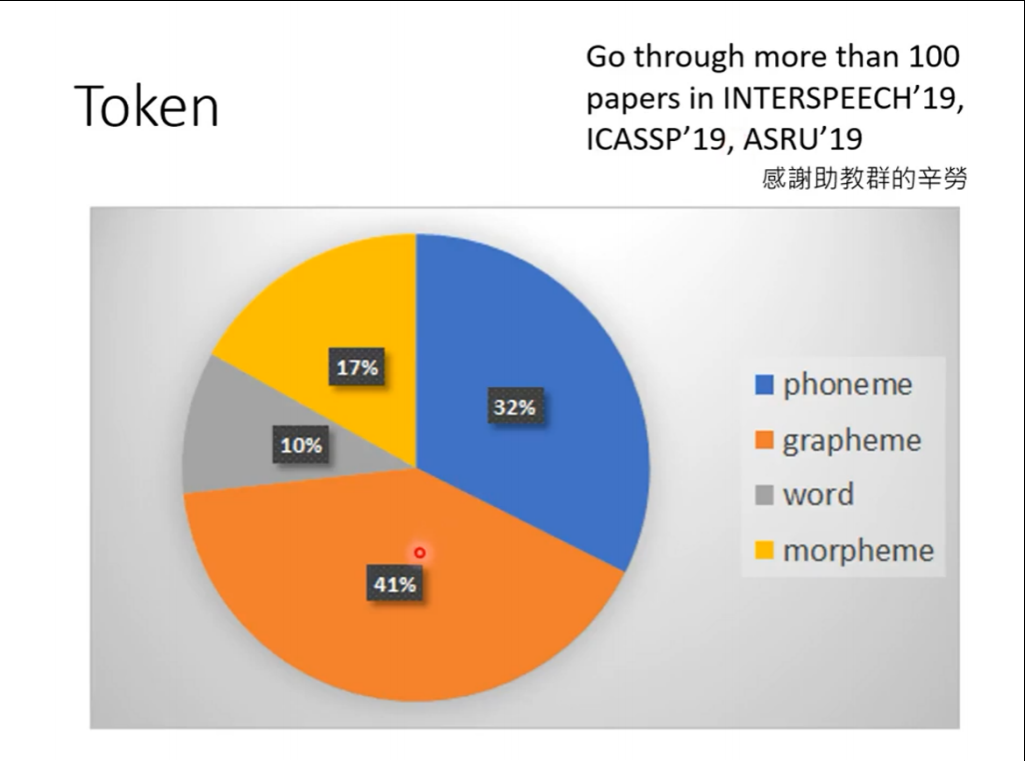 Token
Go through more than 100
papers in INTERSPEECH’19,
ICASSP’19, ASRU’19
感謝助教群的辛勞
17%
32%
10%
41%
phoneme
grapheme
word
morpheme